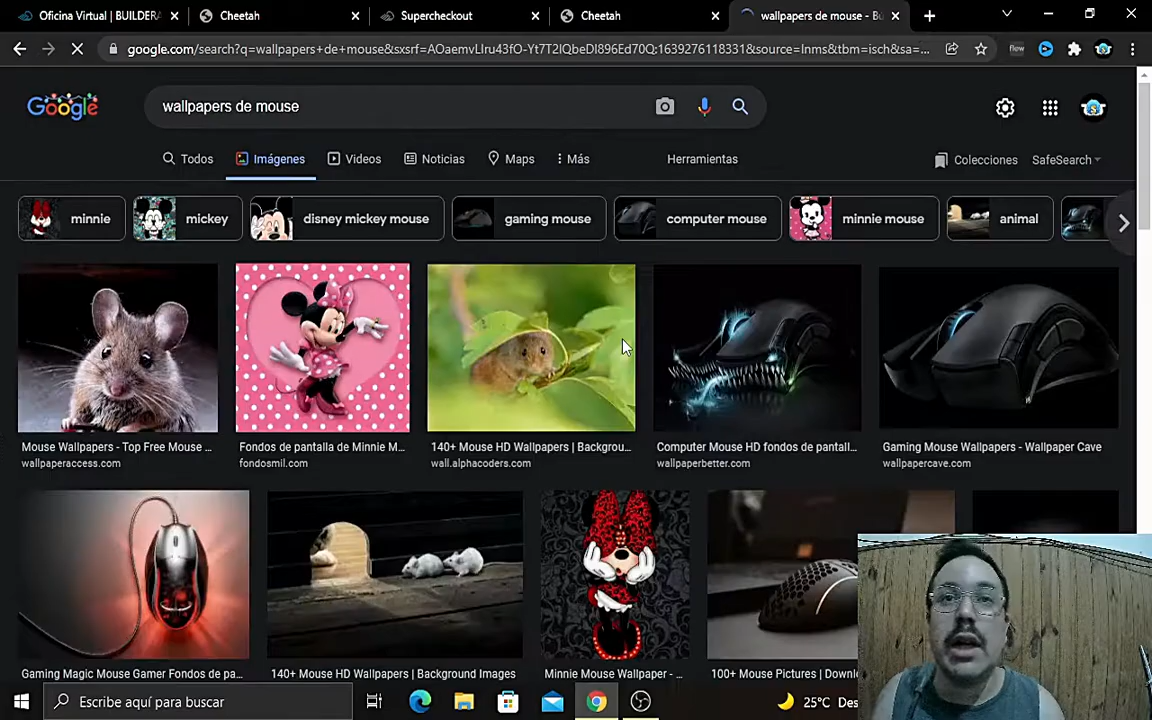 Oficina Virtual | BUILDERA
Cheetah
Supercheckout
Cheetah
wallpapers de mouse - Bu
google.com/search?q=wallpapers+de+mouse&sxsrf=AOaemvLIru43fO-Yt7T2IQbeDl896Ed70Q:1639276118331&source=lnms&tbm=isch&sa=...
flow
Google
wallpapers de mouse
Todos
Imágenes
Videos
Noticias
Maps
Más
Herramientas
Colecciones
SafeSearch
minnie
mickey
disney mickey mouse
gaming mouse
computer mouse
minnie mouse
animal
Mouse Wallpapers - Top Free Mouse ...
wallpaperaccess.com
Fondos de pantalla de Minnie M...
fondosmil.com
140+ Mouse HD Wallpapers | Backgrou...
wall.alphacoders.com
Computer Mouse HD fondos de pantall...
wallpaperbetter.com
Gaming Mouse Wallpapers - Wallpaper Cave
wallpapercave.com
Gaming Magic Mouse Gamer Fondos de pa...
140+ Mouse HD Wallpapers | Background Images
Minnie Mouse Wallpaper - ...
100+ Mouse Pictures | Downl
Escribe aquí para buscar
25°C Des